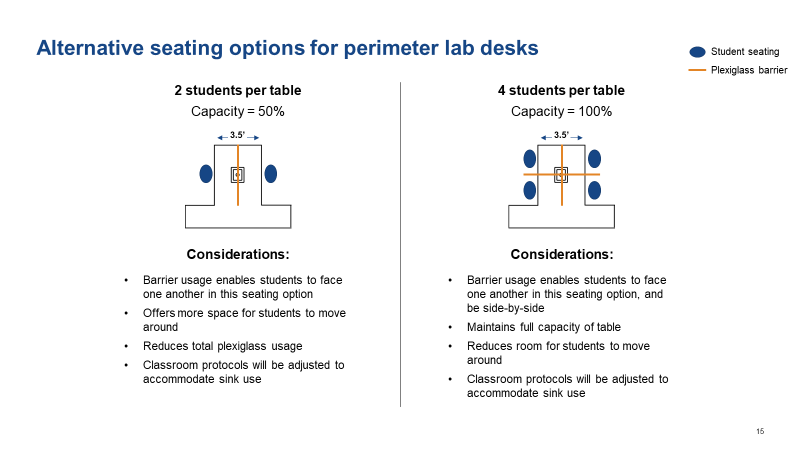 Alternative seating options for perimeter lab desks
Student seating
Plexiglass barrier
2 students per table
Capacity = 50%
3.5'
Considerations:
• Barrier usage enables students to face
one another in this seating option
• Offers more space for students to move
around
• Reduces total plexiglass usage
• Classroom protocols will be adjusted to
accommodate sink use
4 students per table
Capacity = 100%
3.5'
Considerations:
• Barrier usage enables students to face
one another in this seating option, and
be side-by-side
• Maintains full capacity of table
• Reduces room for students to move
around
• Classroom protocols will be adjusted to
accommodate sink use
15